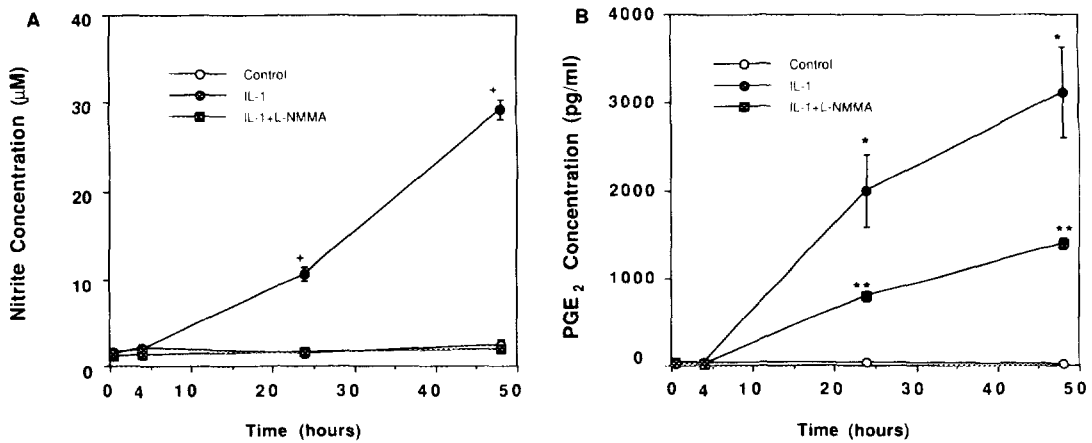 A
Nitrite Concentration (μM)
40
30
20
10
0
Control
IL-1
IL-1+L-NMMA
+
+
0 4 10 20 30 40 50
Time (hours)
B
PGE2 Concentration (pg/ml)
4000
3000
2000
1000
0
Control
IL-1
IL-1+L-NMMA
*
*
**
**
0 4 10 20 30 40 50
Time (hours)